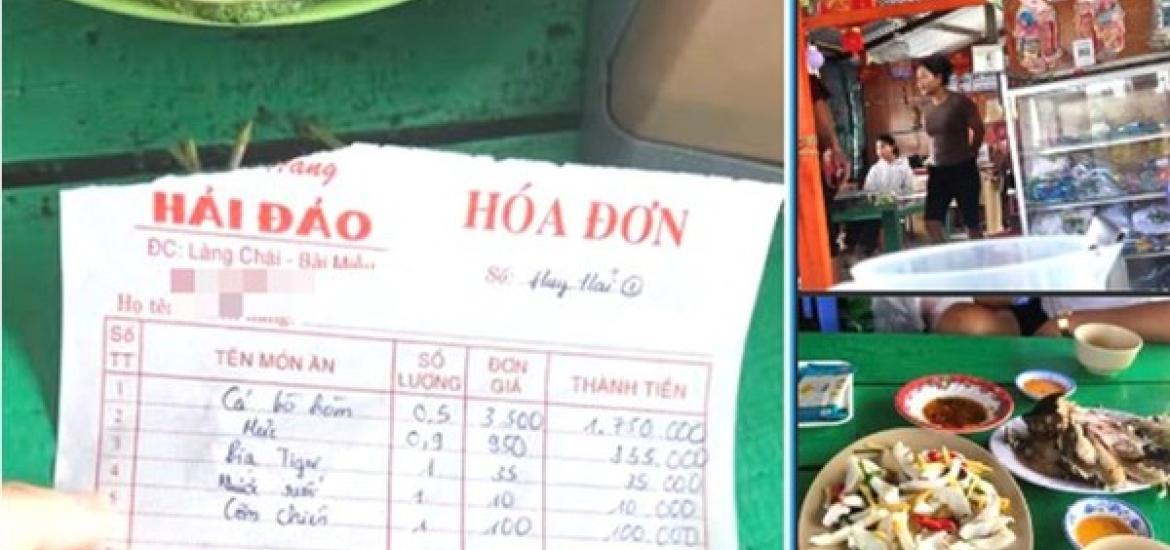 HẢI ĐẢO
HÓA ĐƠN
ĐC: Làng Chài - Bãi
Số: Huy
Họ tên:
Số TT TÊN MÓN ĂN SỐ LƯỢNG ĐƠN GIÁ THÀNH TIỀN
1 Cá bò hòm 0.5 3.500 1.750.000
2 Mực 0,9 950 855.000
3 Bia Tiger 1 35 35.000
4 Nước suối 1 10 10.000
5 Cơm chiên 1 100 100.000